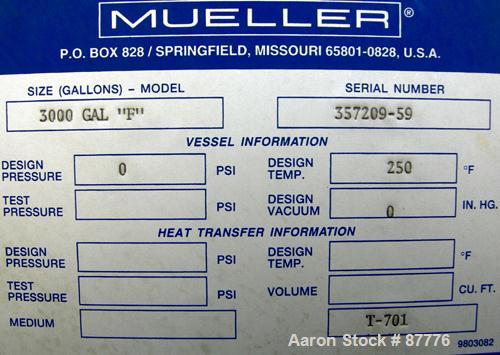 MUELLER®
P.O. BOX 828 / SPRINGFIELD, MISSOURI 65801-0828, U.S.A.
SIZE (GALLONS) - MODEL SERIAL NUMBER
3000 GAL "F" 357209-59
VESSEL INFORMATION
DESIGN PRESSURE 0 PSI DESIGN TEMP. 250 °F
TEST PRESSURE PSI DESIGN VACUUM 0 IN. HG.
HEAT TRANSFER INFORMATION
DESIGN PRESSURE PSI DESIGN TEMP. °F
TEST PRESSURE PSI VOLUME CU. FT.
MEDIUM T-701
9803082
Aaron Stock # 87776